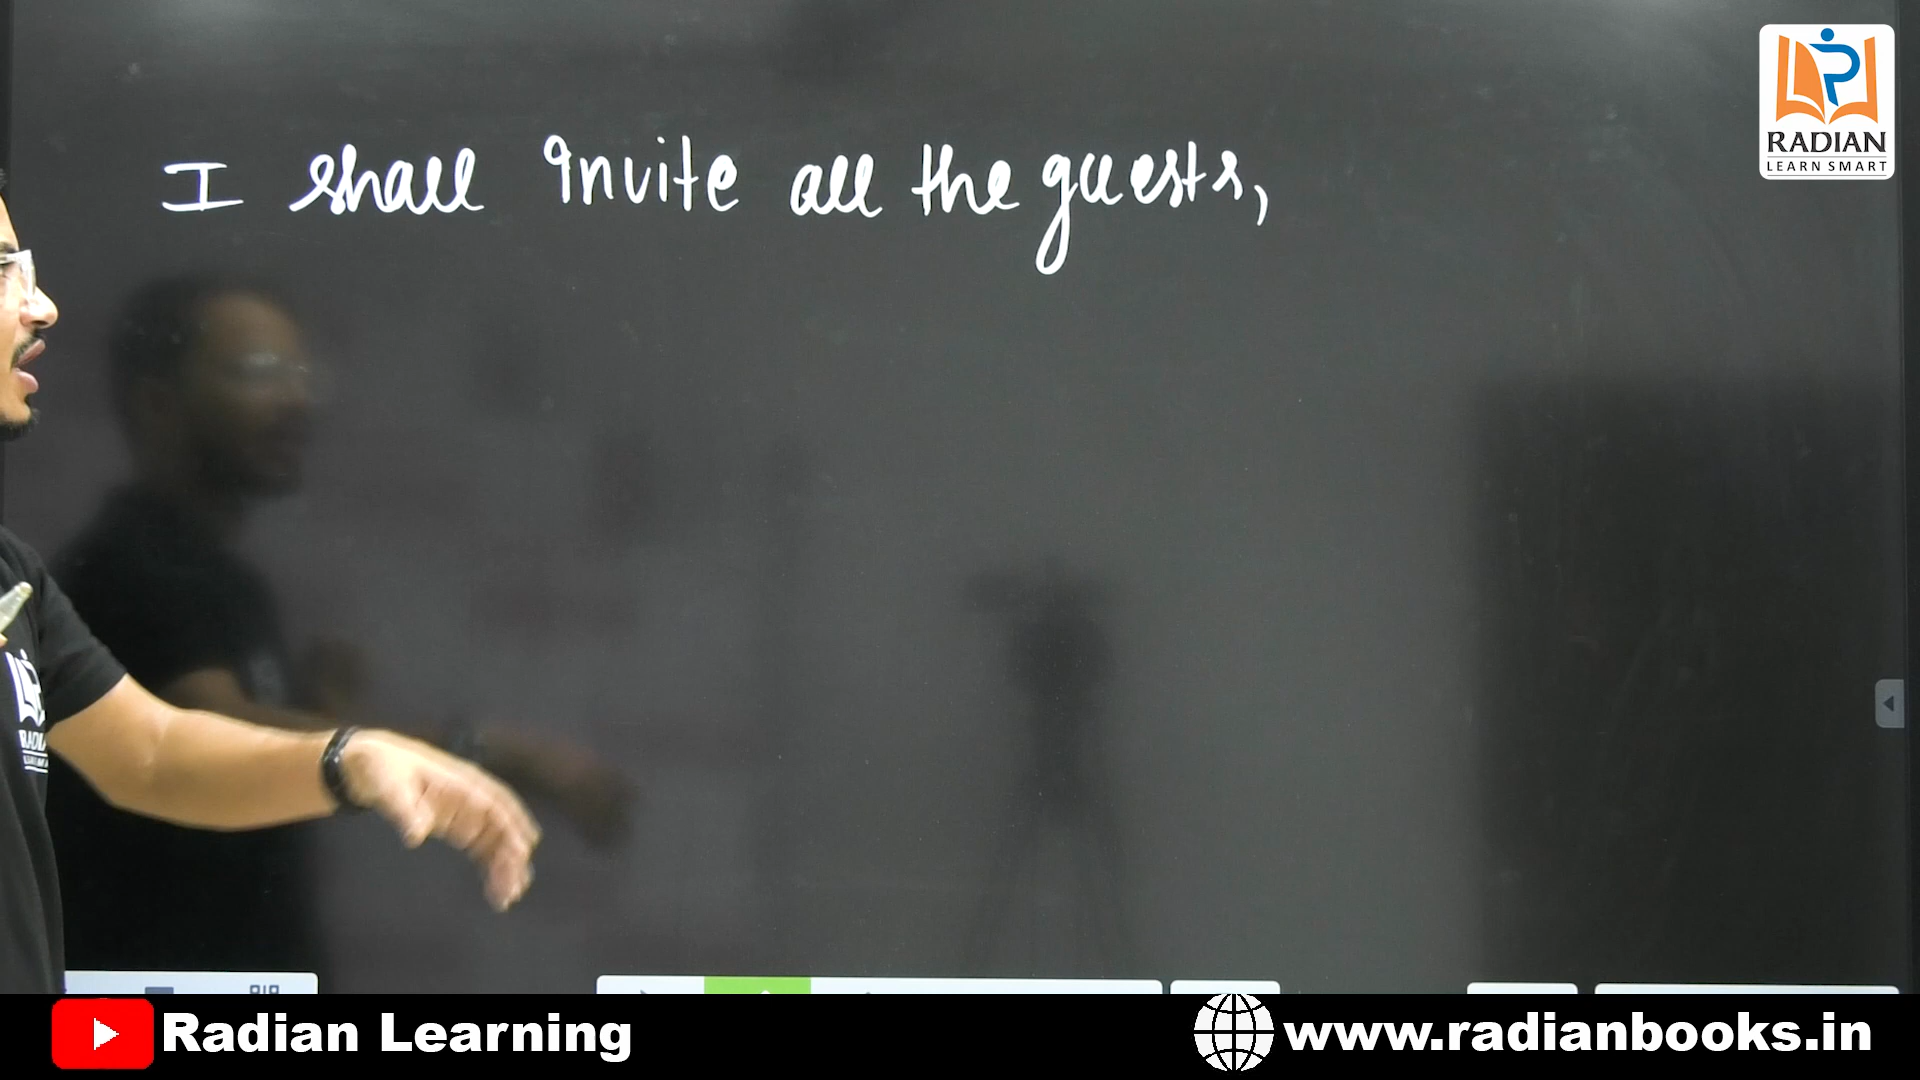 RADIAN
LEARN SMART
I shall invite all the guests,
Radian Learning
www.radianbooks.in